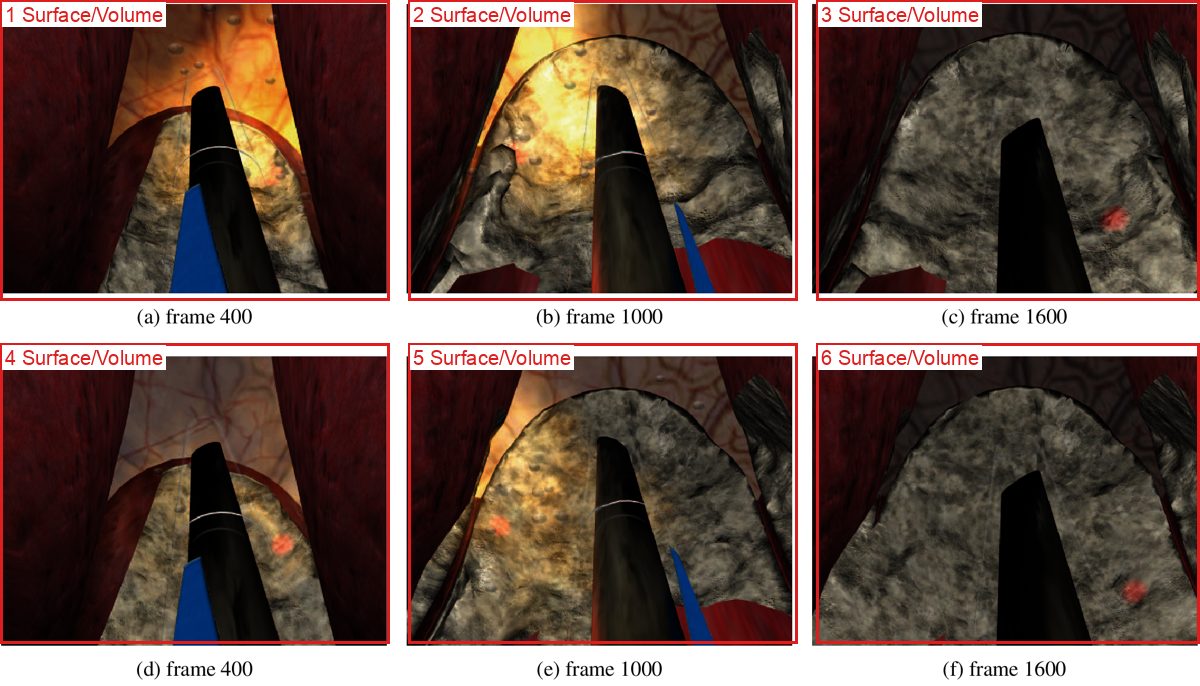 1 Surface/Volume
2 Surface/Volume
3 Surface/Volume
(a) frame 400
(b) frame 1000
(c) frame 1600
4 Surface/Volume
5 Surface/Volume
6 Surface/Volume
(d) frame 400
(e) frame 1000
(f) frame 1600